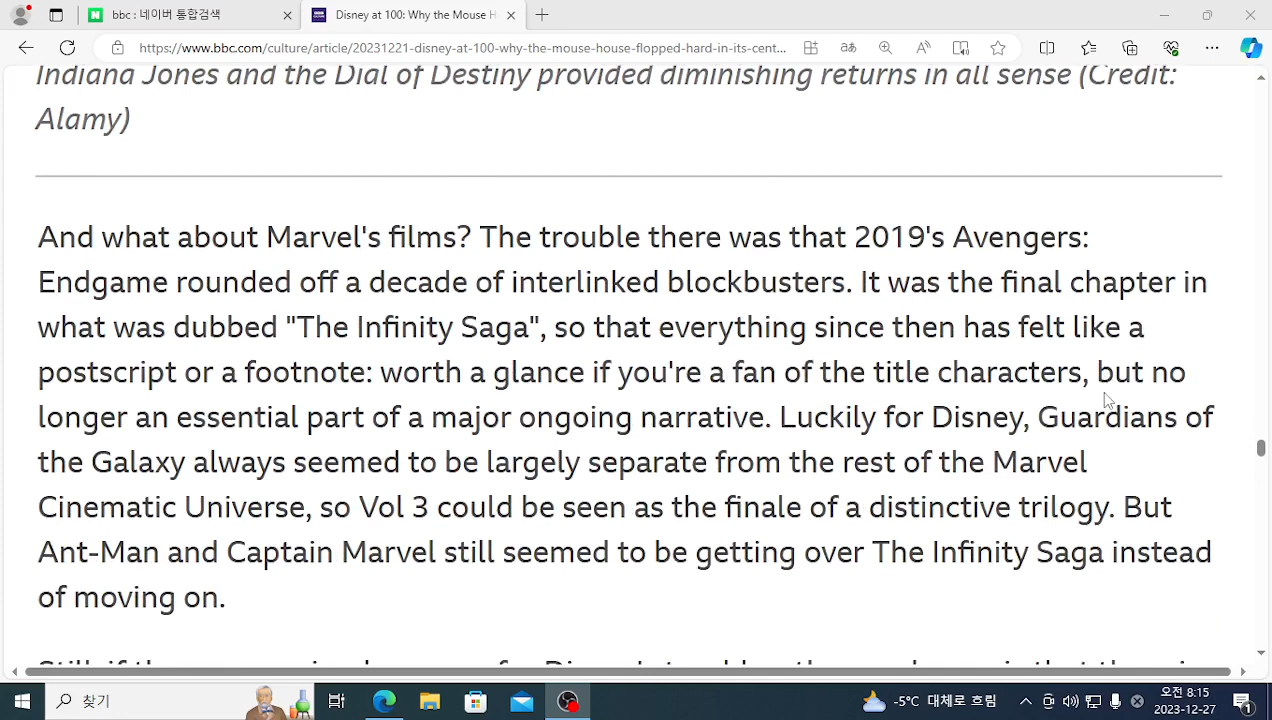 bbc : 네이버 통합검색
Disney at 100: Why the Mouse H
https://www.bbc.com/culture/article/20231221-disney-at-100-why-the-mouse-house-flopped-hard-in-its-cent...
Indiana Jones and the Dial of Destiny provided diminishing returns in all sense (Credit:
Alamy)
And what about Marvel's films? The trouble there was that 2019's Avengers:
Endgame rounded off a decade of interlinked blockbusters. It was the final chapter in
what was dubbed "The Infinity Saga", so that everything since then has felt like a
postscript or a footnote: worth a glance if you're a fan of the title characters, but no
longer an essential part of a major ongoing narrative. Luckily for Disney, Guardians of
the Galaxy always seemed to be largely separate from the rest of the Marvel
Cinematic Universe, so Vol 3 could be seen as the finale of a distinctive trilogy. But
Ant-Man and Captain Marvel still seemed to be getting over The Infinity Saga instead
of moving on.
찾기
-5°C 대체로 흐림
오전 8:15
2023-12-27
1